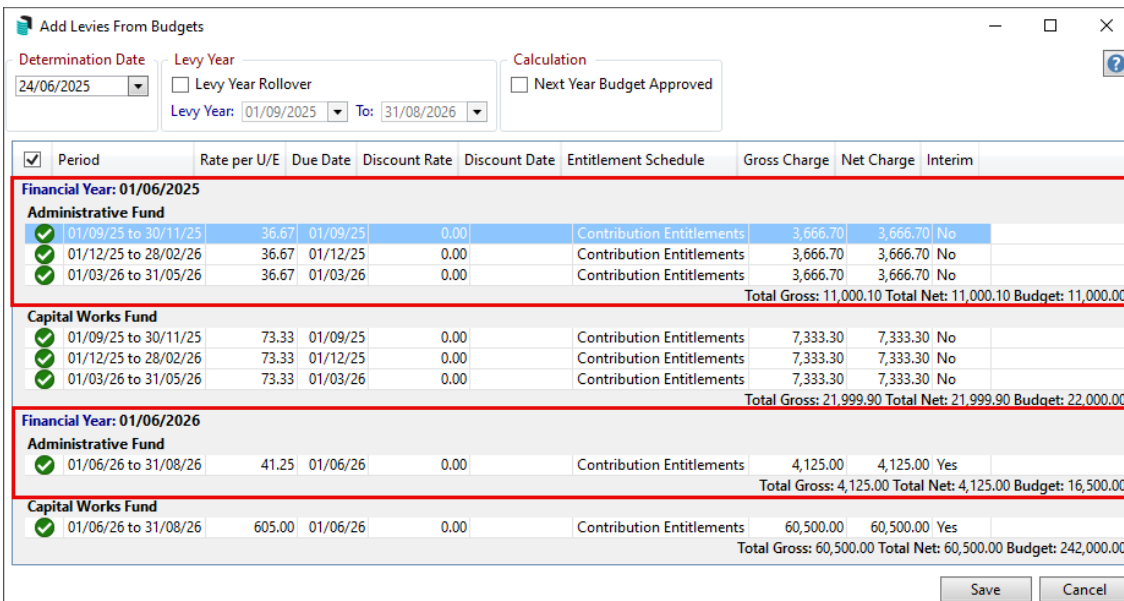 Add Levies From Budgets
Determination Date Levy Year Calculation
24/06/2025 Levy Year Rollover Next Year Budget Approved
Levy Year: 01/09/2025 To: 31/08/2026
Period Rate per U/E Due Date Discount Rate Discount Date Entitlement Schedule Gross Charge Net Charge Interim
Financial Year: 01/06/2025
Administrative Fund
01/09/25 to 30/11/25 36.67 01/09/25 0.00 Contribution Entitlements 3,666.70 3,666.70 No
01/12/25 to 28/02/26 36.67 01/12/25 0.00 Contribution Entitlements 3,666.70 3,666.70 No
01/03/26 to 31/05/26 36.67 01/03/26 0.00 Contribution Entitlements 3,666.70 3,666.70 No
Total Gross: 11,000.10 Total Net: 11,000.10 Budget: 11,000.00
Capital Works Fund
01/09/25 to 30/11/25 73.33 01/09/25 0.00 Contribution Entitlements 7,333.30 7,333.30 No
01/12/25 to 28/02/26 73.33 01/12/25 0.00 Contribution Entitlements 7,333.30 7,333.30 No
01/03/26 to 31/05/26 73.33 01/03/26 0.00 Contribution Entitlements 7,333.30 7,333.30 No
Total Gross: 21,999.90 Total Net: 21,999.90 Budget: 22,000.00
Financial Year: 01/06/2026
Administrative Fund
01/06/26 to 31/08/26 41.25 01/06/26 0.00 Contribution Entitlements 4,125.00 4,125.00 Yes
Total Gross: 4,125.00 Total Net: 4,125.00 Budget: 16,500.00
Capital Works Fund
01/06/26 to 31/08/26 605.00 01/06/26 0.00 Contribution Entitlements 60,500.00 60,500.00 Yes
Total Gross: 60,500.00 Total Net: 60,500.00 Budget: 242,000.00
Save Cancel